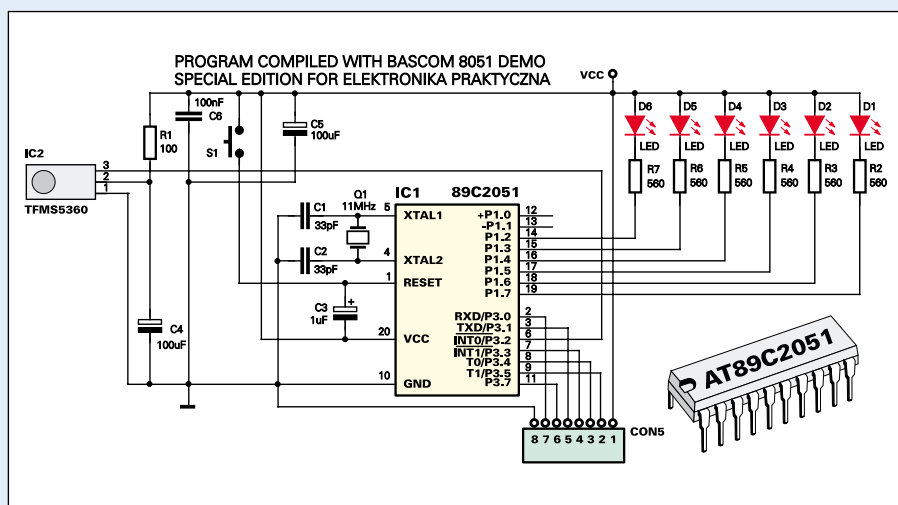 PROGRAM COMPILED WITH BASCOM 8051 DEMO
SPECIAL EDITION FOR ELEKTRONIKA PRAKTYCZNA
VCC
100nF
C6
C5
100uF
R1
100
S1
IC2
3
2
1
TFMS5360
D6 D5 D4 D3 D2 D1
LED LED LED LED LED LED
R7 R6 R5 R4 R3 R2
560 560 560 560 560 560
IC1 89C2051
Q1
11MHz
C1
33pF
C2
33pF
C3
+
1uF
C4
100uF
5 XTAL1
4 XTAL2
1 RESET
20 VCC
10 GND
+P1.0 12
-P1.1 13
P1.2 14
P1.3 15
P1.4 16
P1.5 17
P1.6 18
P1.7 19
RXD/P3.0 2
TXD/P3.1 3
INT0/P3.2 6
INT1/P3.3 7
T0/P3.4 8
T1/P3.5 9
P3.7 11
AT89C2051
8 7 6 5 4 3 2 1
CON5